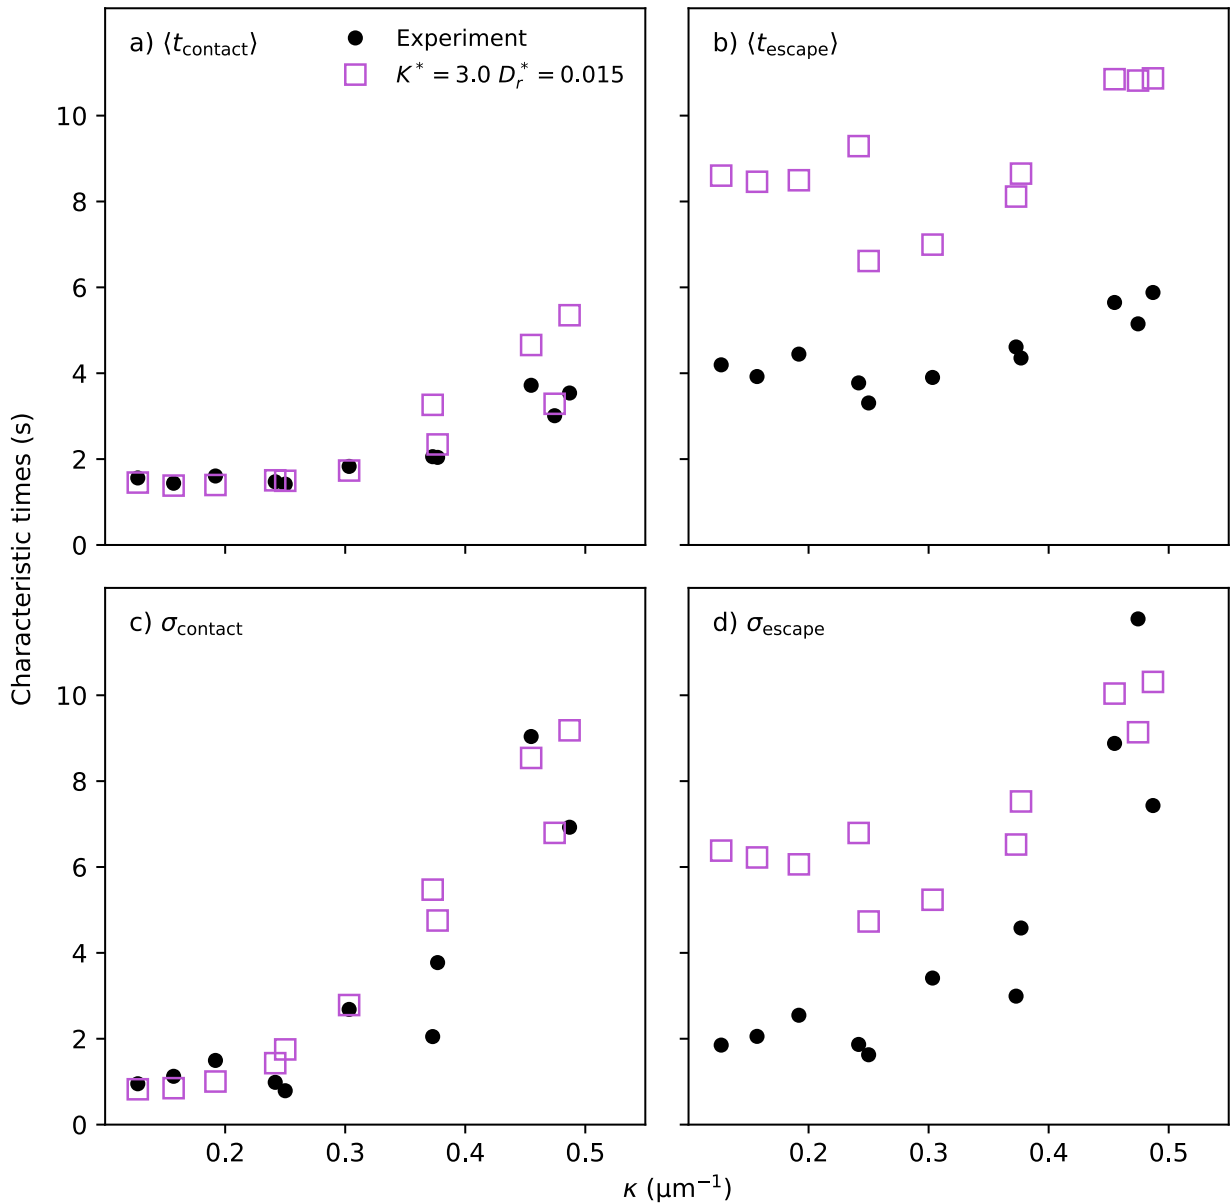 a) ⟨t_contact⟩
Experiment
K* = 3.0 D_r* = 0.015
b) ⟨t_escape⟩
10
8
6
4
2
0
c) σ_contact
d) σ_escape
10
8
6
4
2
0
0.2 0.3 0.4 0.5
0.2 0.3 0.4 0.5
Characteristic times (s)
κ (μm⁻¹)